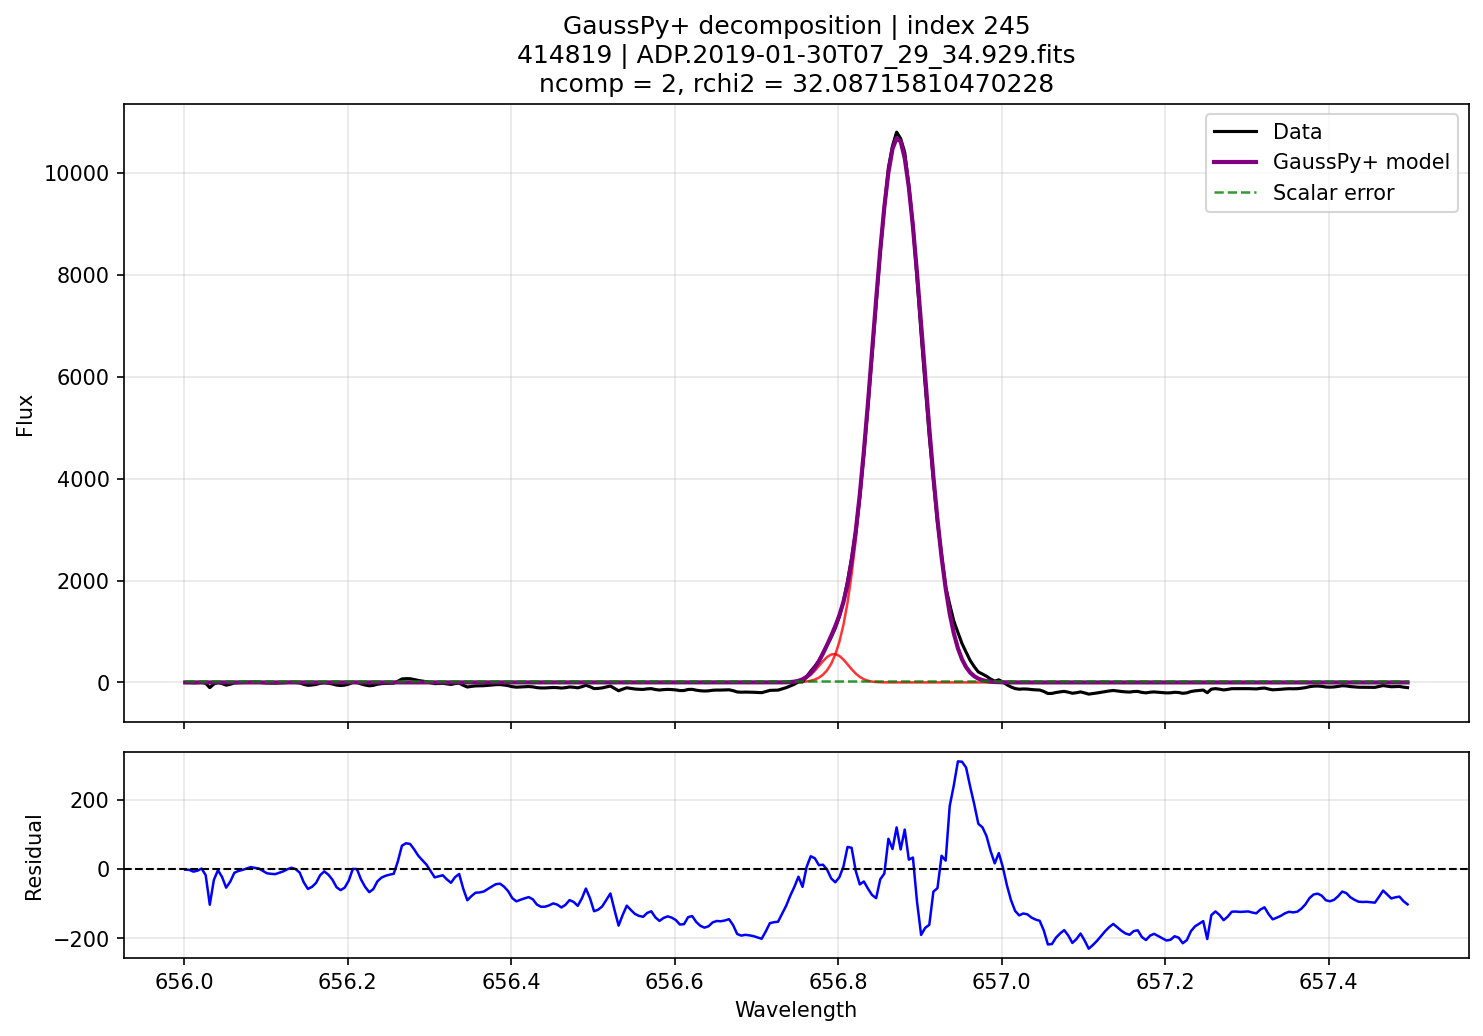 GaussPy+ decomposition | index 245
414819 | ADP.2019-01-30T07_29_34.929.fits
ncomp = 2, rchi2 = 32.08715810470228
Data
GaussPy+ model
Scalar error
Flux
10000
8000
6000
4000
2000
0
Residual
200
0
−200
656.0
656.2
656.4
656.6
656.8
657.0
657.2
657.4
Wavelength